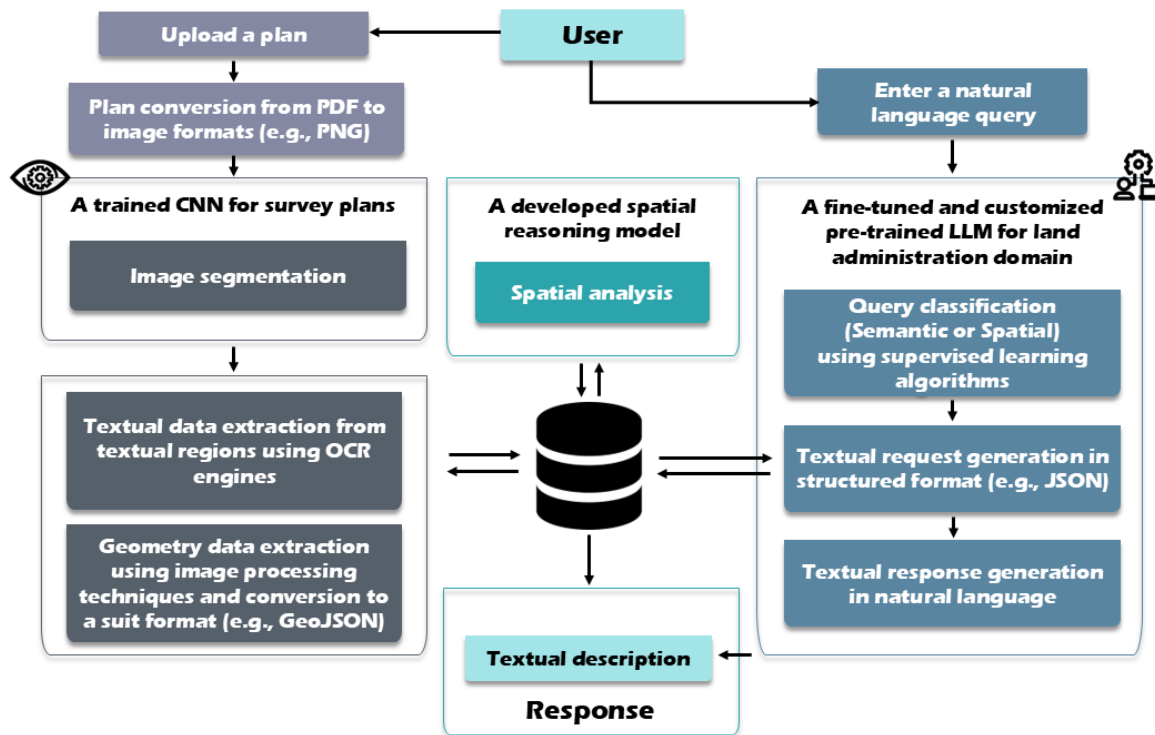 Upload a plan
User
Plan conversion from PDF to
image formats (e.g., PNG)
Enter a natural
language query
A trained CNN for survey plans
Image segmentation
A developed spatial
reasoning model
Spatial analysis
A fine-tuned and customized
pre-trained LLM for land
administration domain
Query classification
(Semantic or Spatial)
using supervised learning
algorithms
Textual data extraction from
textual regions using OCR
engines
Textual request generation in
structured format (e.g., JSON)
Geometry data extraction
using image processing
techniques and conversion to
a suit format (e.g., GeoJSON)
Textual response generation
in natural language
Textual description
Response